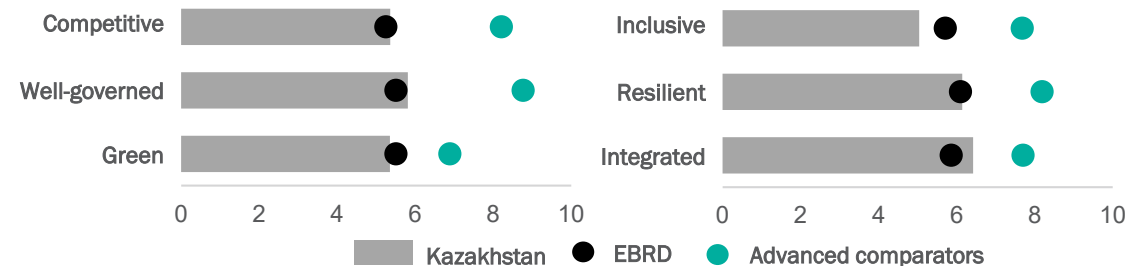 Competitive
Well-governed
Green
0 2 4 6 8 10
Inclusive
Resilient
Integrated
0 2 4 6 8 10
Kazakhstan EBRD Advanced comparators